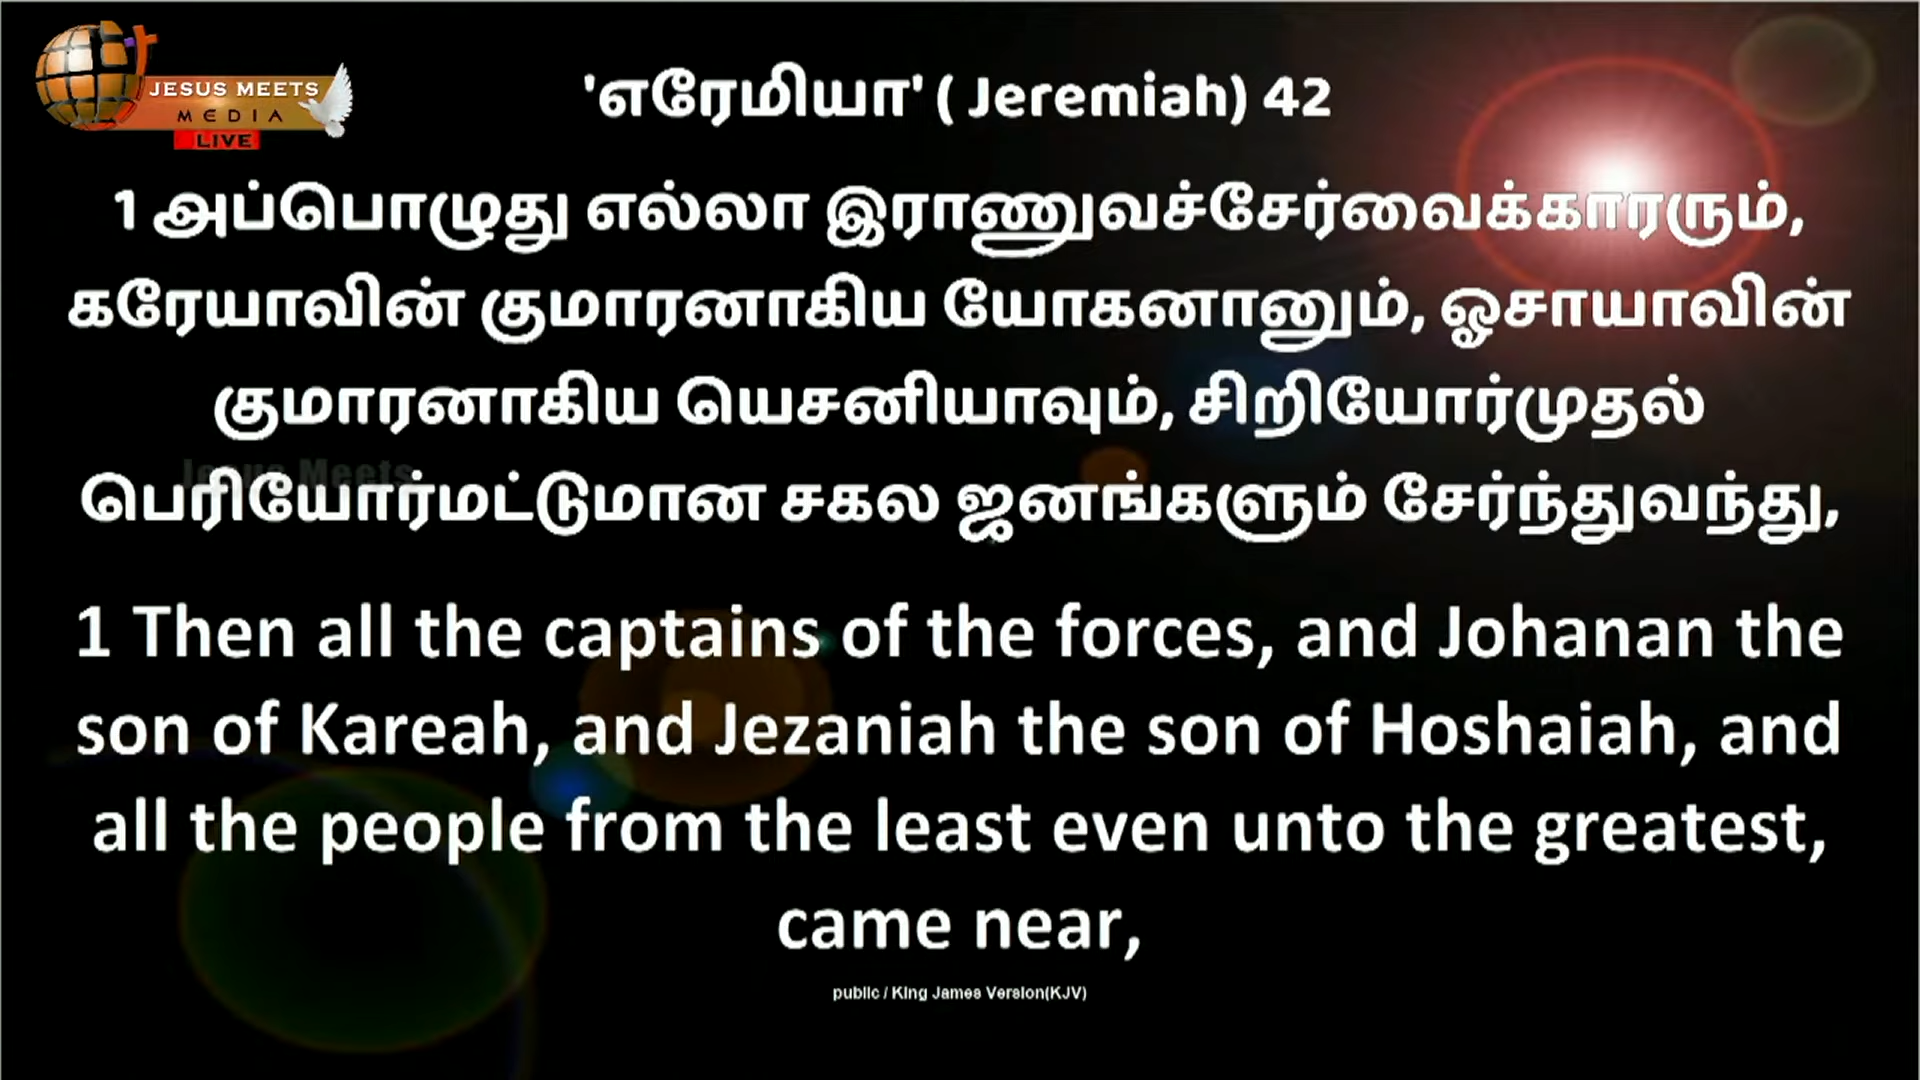 JESUS MEETS
MEDIA
LIVE
'எரேமியா' ( Jeremiah) 42
1 அப்பொழுது எல்லா இராணுவச்சேர்வைக்காரரும்,
கரேயாவின் குமாரனாகிய யோகனானும், ஓசாயாவின்
குமாரனாகிய யெசனியாவும், சிறியோர்முதல்
Jesus Meets
பெரியோர்மட்டுமான சகல ஜனங்களும் சேர்ந்துவந்து,
1 Then all the captains of the forces, and Johanan the
son of Kareah, and Jezaniah the son of Hoshaiah, and
all the people from the least even unto the greatest,
came near,
public / King James Version(KJV)